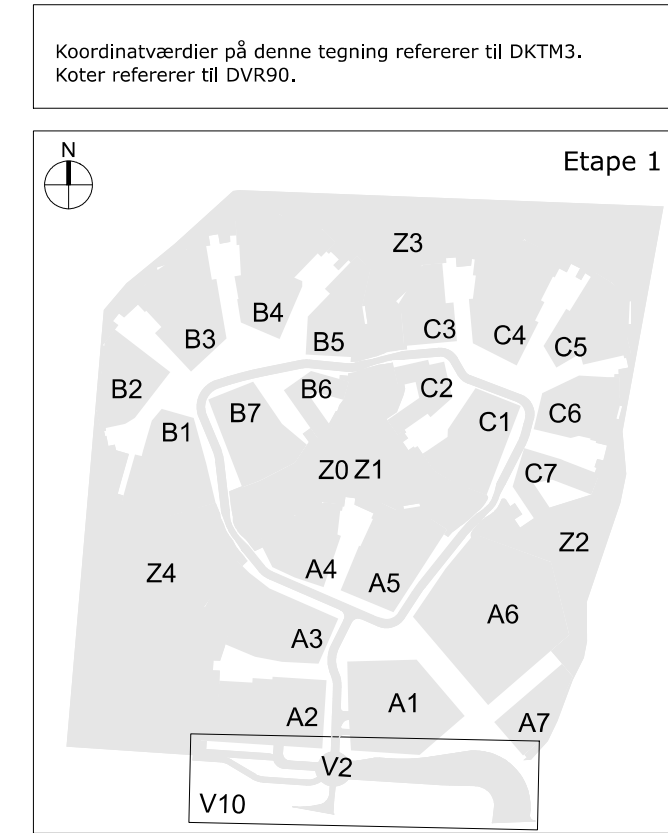 Koordinatværdier på denne tegning refererer til DKTM3.
Koter refererer til DVR90.
N
Etape 1
Z3
B4
B3
B5
C3
C4
C5
B2
B6
C2
B7
B1
C1
C6
Z0 Z1
C7
Z2
Z4
A4
A5
A6
A3
A1
A2
A7
V2
V10